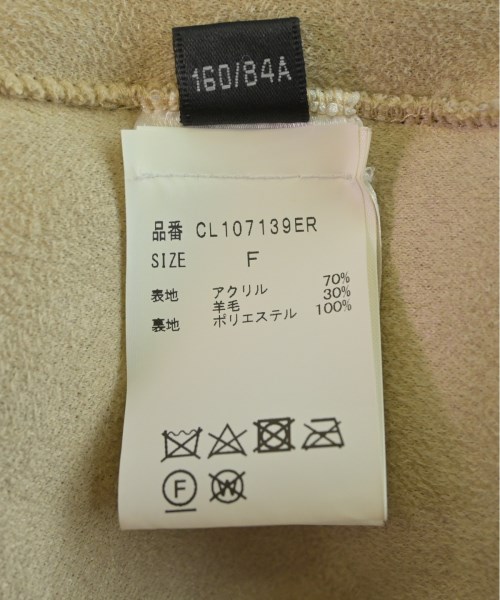 160/84A
品番 CL107139ER
SIZE F
表地 アクリル 70%
羊毛 30%
裏地 ポリエステル 100%
F
W